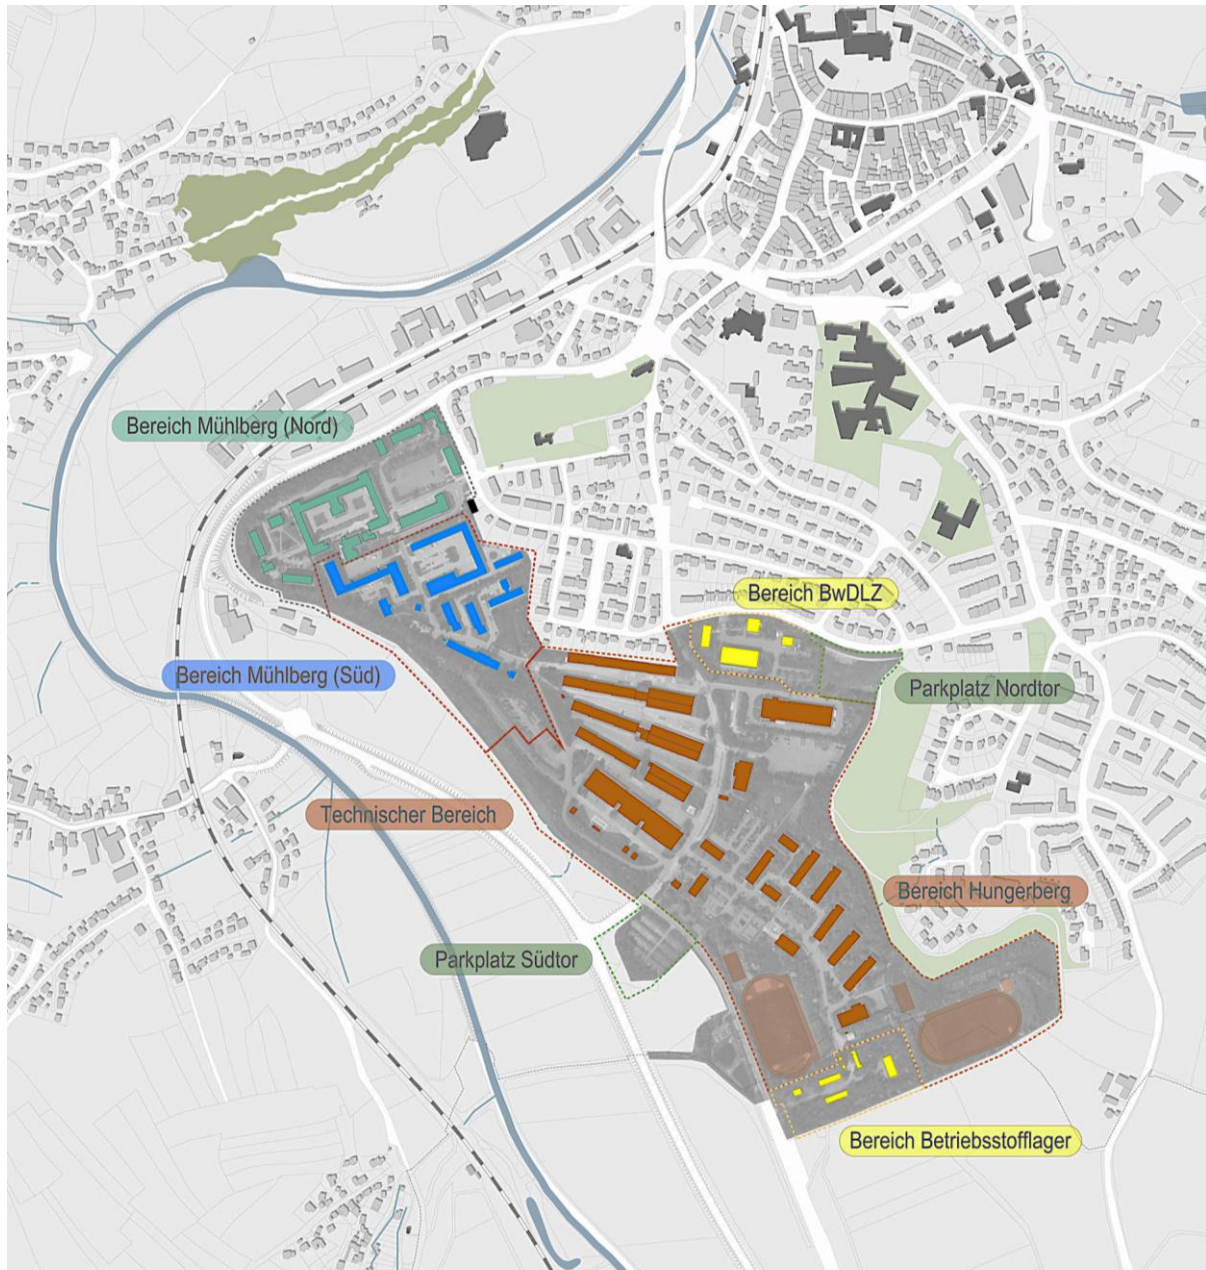 Bereich Mühlberg (Nord)
Bereich BwDLZ
Bereich Mühlberg (Süd)
Parkplatz Nordtor
Technischer Bereich
Bereich Hungerberg
Parkplatz Südtor
Bereich Betriebsstofflager